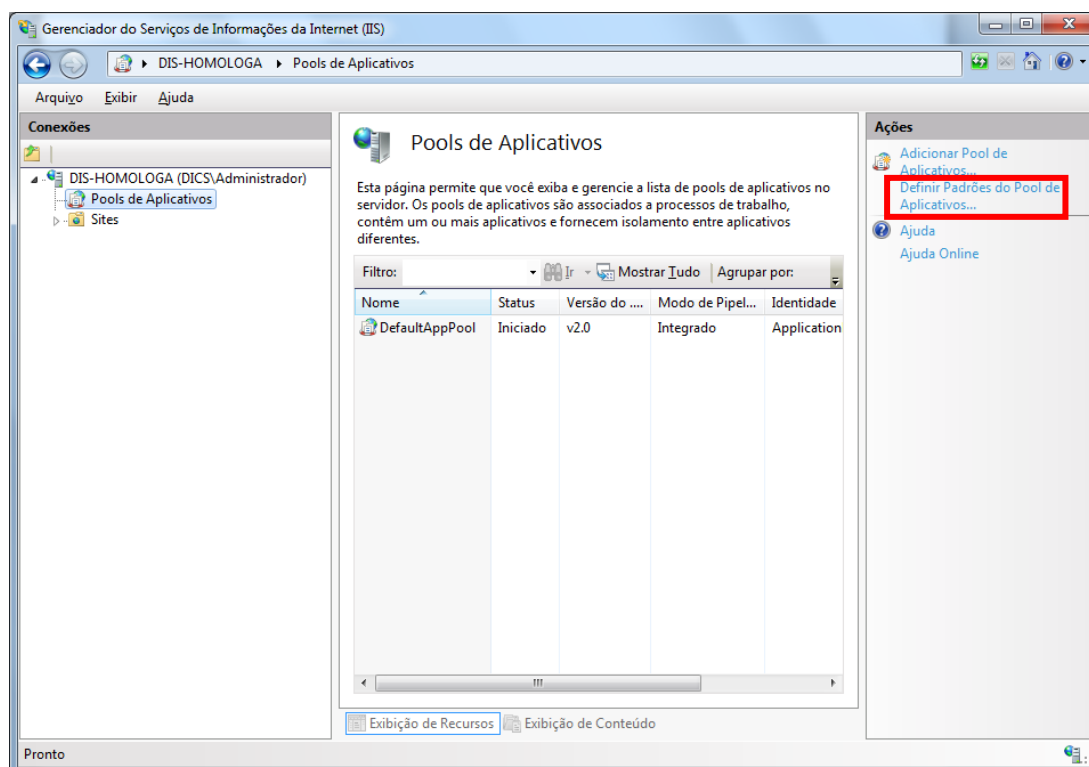 Gerenciador do Serviços de Informações da Internet (IIS)
DIS-HOMOLOGA Pools de Aplicativos
Arquivo Exibir Ajuda
Conexões
DIS-HOMOLOGA (DICS\Administrador)
Pools de Aplicativos
Sites
Pools de Aplicativos
Esta página permite que você exiba e gerencie a lista de pools de aplicativos no
servidor. Os pools de aplicativos são associados a processos de trabalho,
contêm um ou mais aplicativos e fornecem isolamento entre aplicativos
diferentes.
Filtro: Ir Mostrar Tudo Agrupar por:
Nome Status Versão do .... Modo de Pipel... Identidade
DefaultAppPool Iniciado v2.0 Integrado Application
Exibição de Recursos Exibição de Conteúdo
Ações
Adicionar Pool de
Aplicativos...
Definir Padrões do Pool de
Aplicativos...
Ajuda
Ajuda Online
Pronto